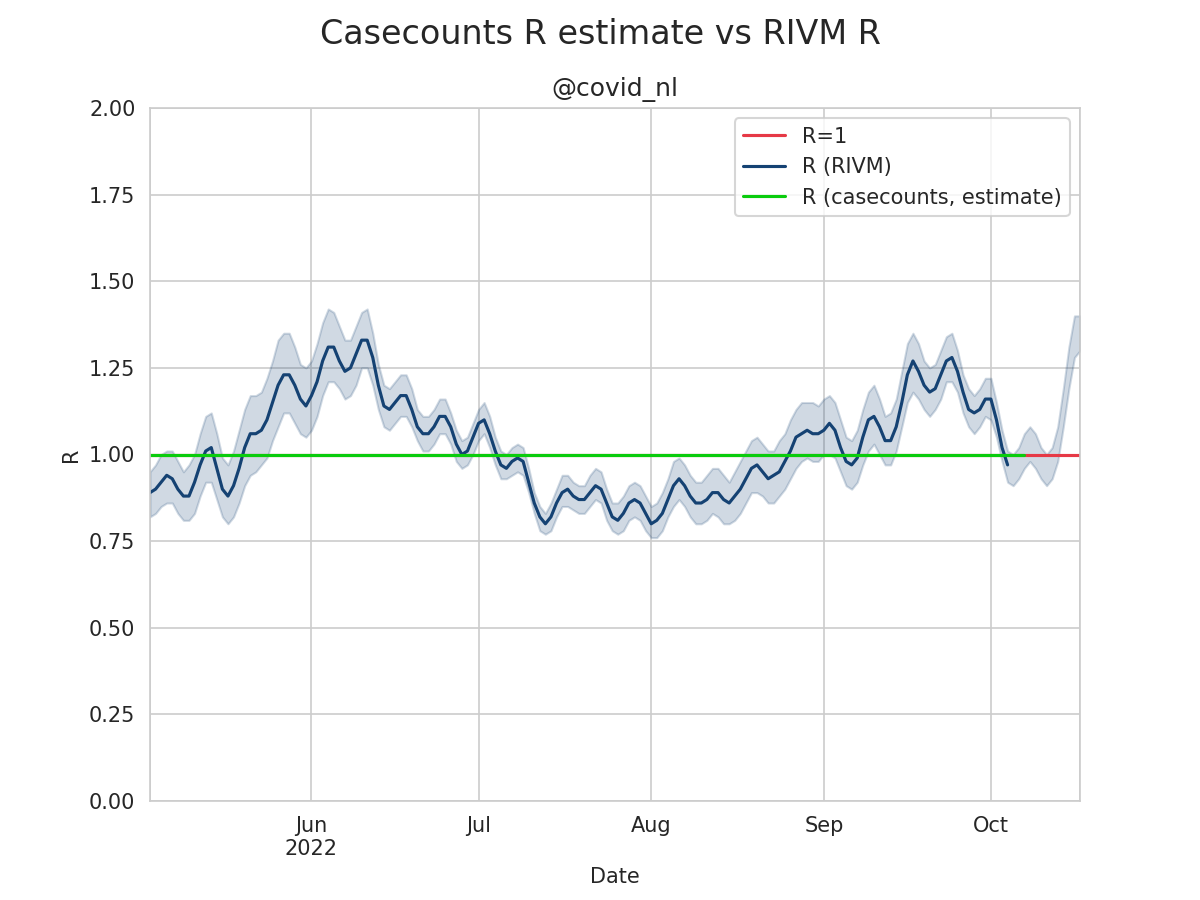 Casecounts R estimate vs RIVM R
@covid_nl
2.00
1.75
1.50
1.25
1.00
0.75
0.50
0.25
0.00
R
R=1
R (RIVM)
R (casecounts, estimate)
Jun Jul Aug Sep Oct
2022
Date